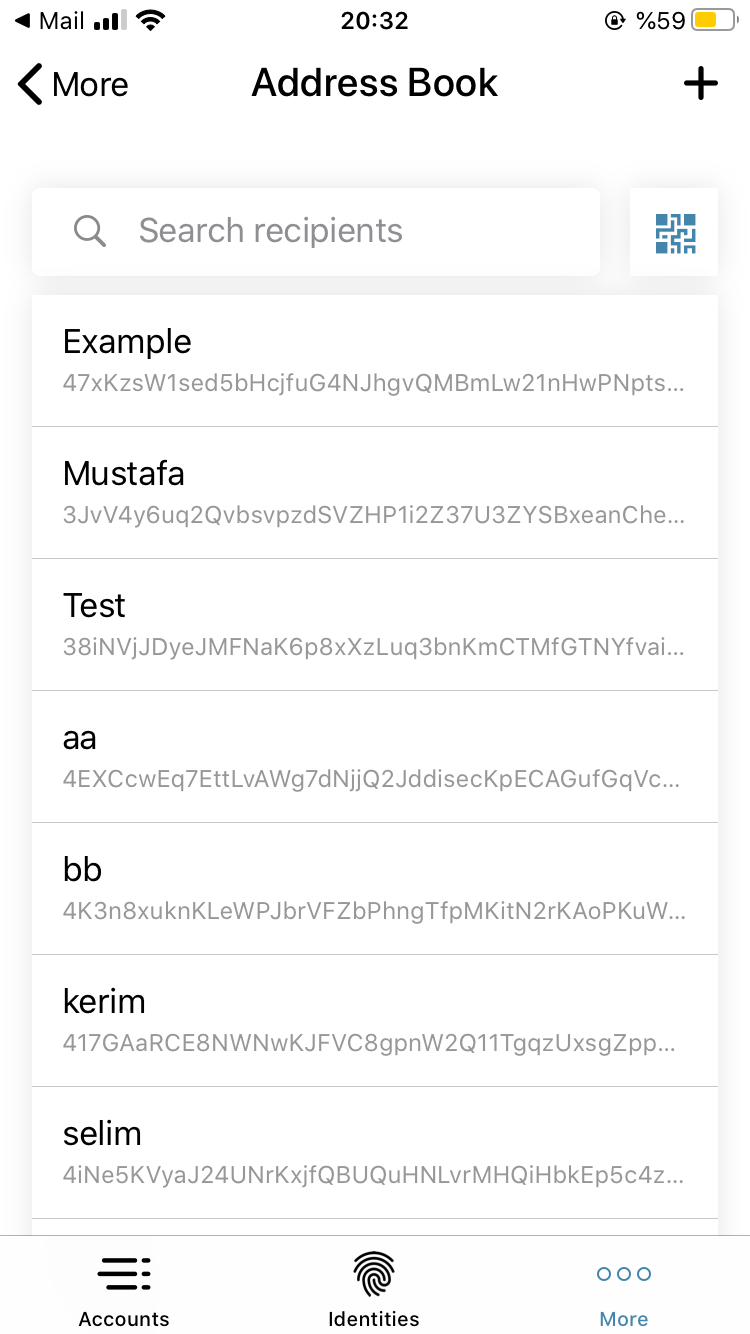 Mail
20:32
%59
More
Address Book
Search recipients
Example
47xKzsW1sed5bHcjfuG4NJhgvQMBmLw21nHwPNpts...
Mustafa
3JvV4y6uq2QvbsvpzdSVZHP1i2Z37U3ZYSBxeanChe...
Test
38iNVjJDyeJMFNaK6p8xXzLuq3bnKmCTMfGTNYfvai...
aa
4EXCcwEq7EttLvAWg7dNjjQ2JddisecKpECAGufGqVc...
bb
4K3n8xuknKLeWPJbrVFZbPhngTfpMKitN2rKAoPKuW...
kerim
417GAaRCE8NWNwKJFVC8gpnW2Q11TgqzUxsgZpp...
selim
4iNe5KVyaJ24UNrKxjfQBUQuHNLvrMHQiHbkEp5c4z...
Accounts
Identities
More